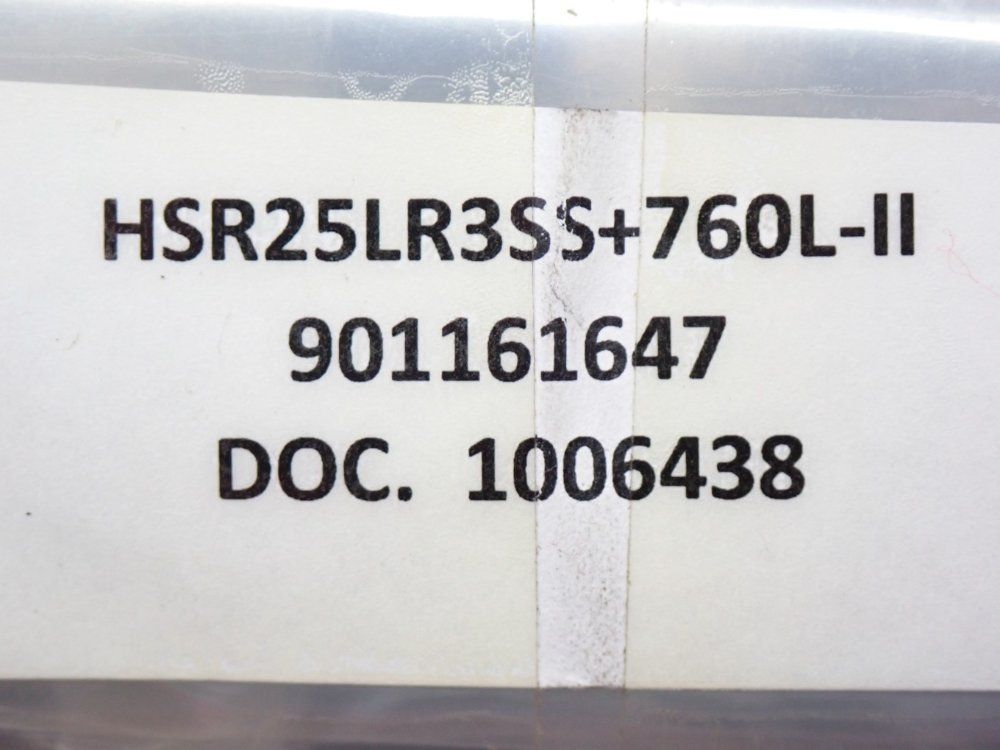 HSR25LR3SS+760L-II
901161647
DOC. 1006438